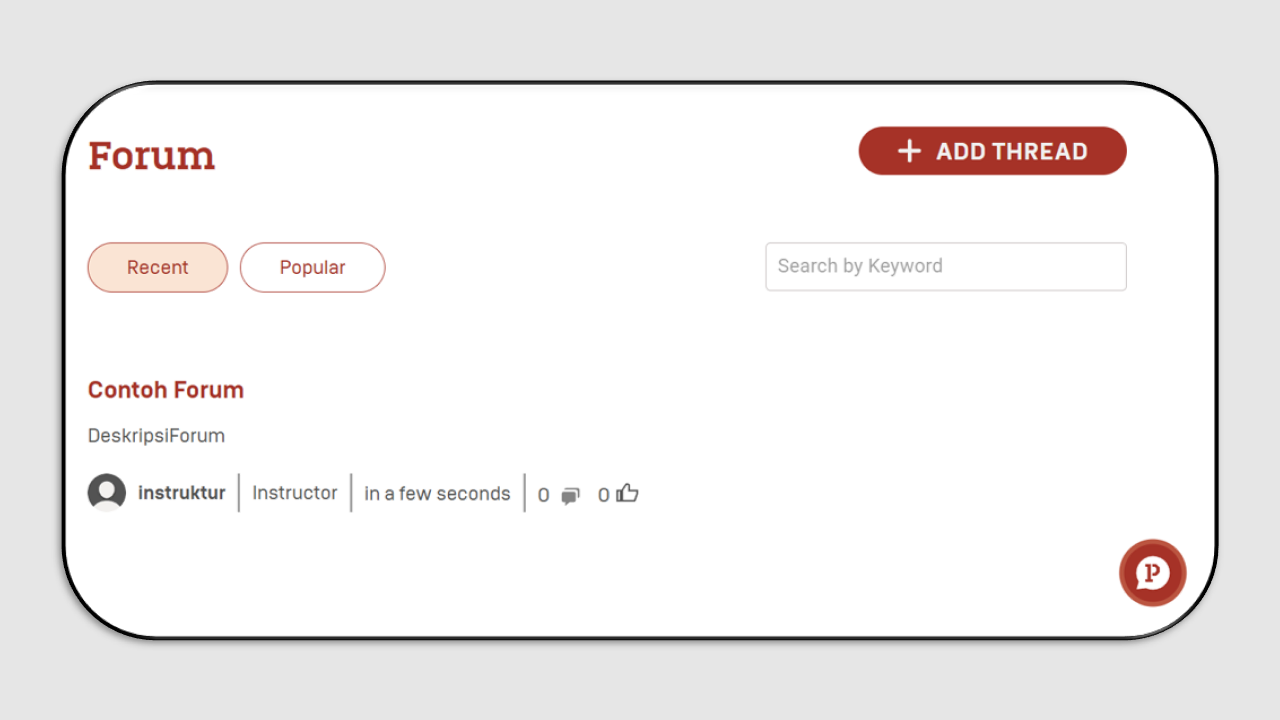 Forum
+ ADD THREAD
Recent
Popular
Search by Keyword
Contoh Forum
DeskripsiForum
instruktur | Instructor | in a few seconds | 0 0
P